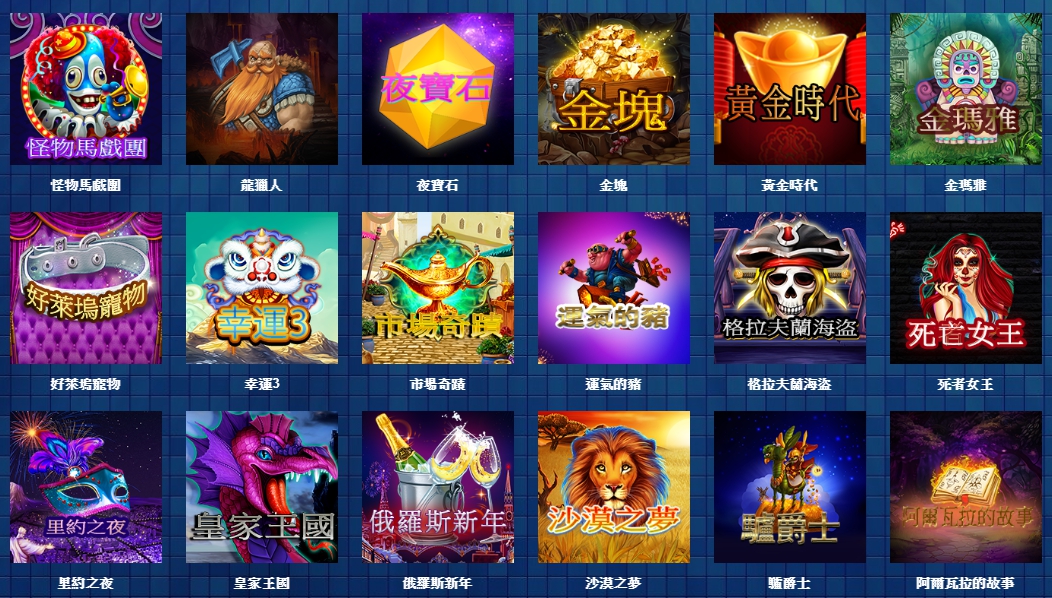 怪物馬戲團
夜寶石
金塊
黃金時代
金瑪雅
怪物馬戲團
龍獵人
夜寶石
金塊
黃金時代
金瑪雅
好萊塢寵物
幸運3
市場奇蹟
運氣的豬
格拉夫蘭海盜
死者女王
好萊塢寵物
幸運3
市場奇蹟
運氣的豬
格拉夫蘭海盜
死者女王
里約之夜
皇家王國
俄羅斯新年
沙漠之夢
驢爵士
阿爾瓦拉的故事
里約之夜
皇家王國
俄羅斯新年
沙漠之夢
驢爵士
阿爾瓦拉的故事